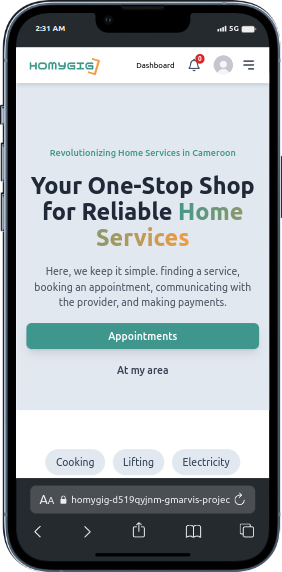 2:31 AM
5G
HOMYGIG
Dashboard
0
Revolutionizing Home Services in Cameroon
Your One-Stop Shop
for Reliable Home
Services
Here, we keep it simple. finding a service,
booking an appointment, communicating with
the provider, and making payments.
Appointments
At my area
Cooking Lifting Electricity
AA homygig-d519qyjnm-gmarvis-projec